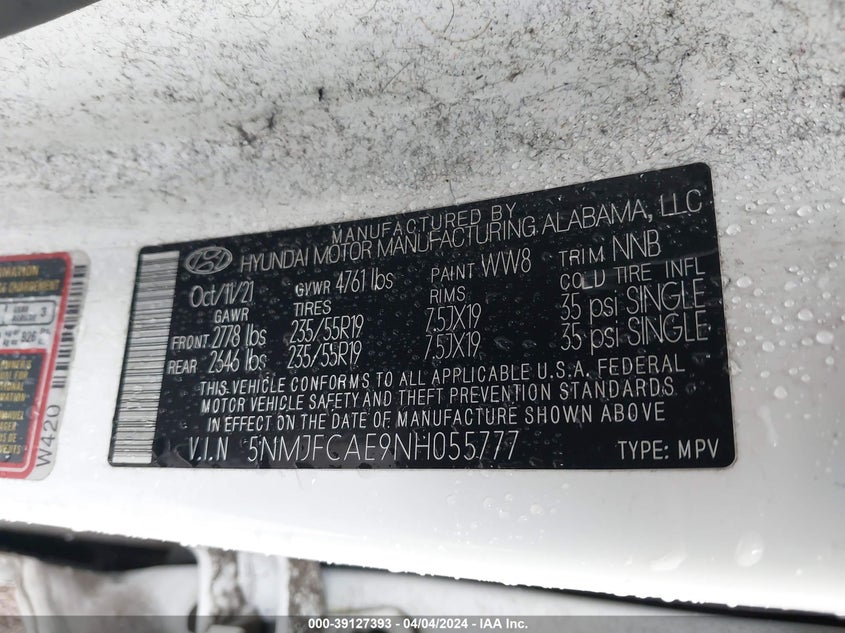 MANUFACTURED BY
HYUNDAI MOTOR MANUFACTURING ALABAMA, LLC
Oct/11/21 GVWR 4761 lbs PAINT WW8 TRIM NNB
GAWR TIRES RIMS COLD TIRE INFL
FRONT 2778 lbs 235/55R19 7.5JX19 35 psi SINGLE
REAR 2646 lbs 235/55R19 7.5JX19 35 psi SINGLE
THIS VEHICLE CONFORMS TO ALL APPLICABLE U.S.A. FEDERAL
MOTOR VEHICLE SAFETY AND THEFT PREVENTION STANDARDS
IN EFFECT ON THE DATE OF MANUFACTURE SHOWN ABOVE
V.I.N 5NMJFCAE9NH055777 TYPE: MPV
W420
000-39127393 - 04/04/2024 - IAA Inc.